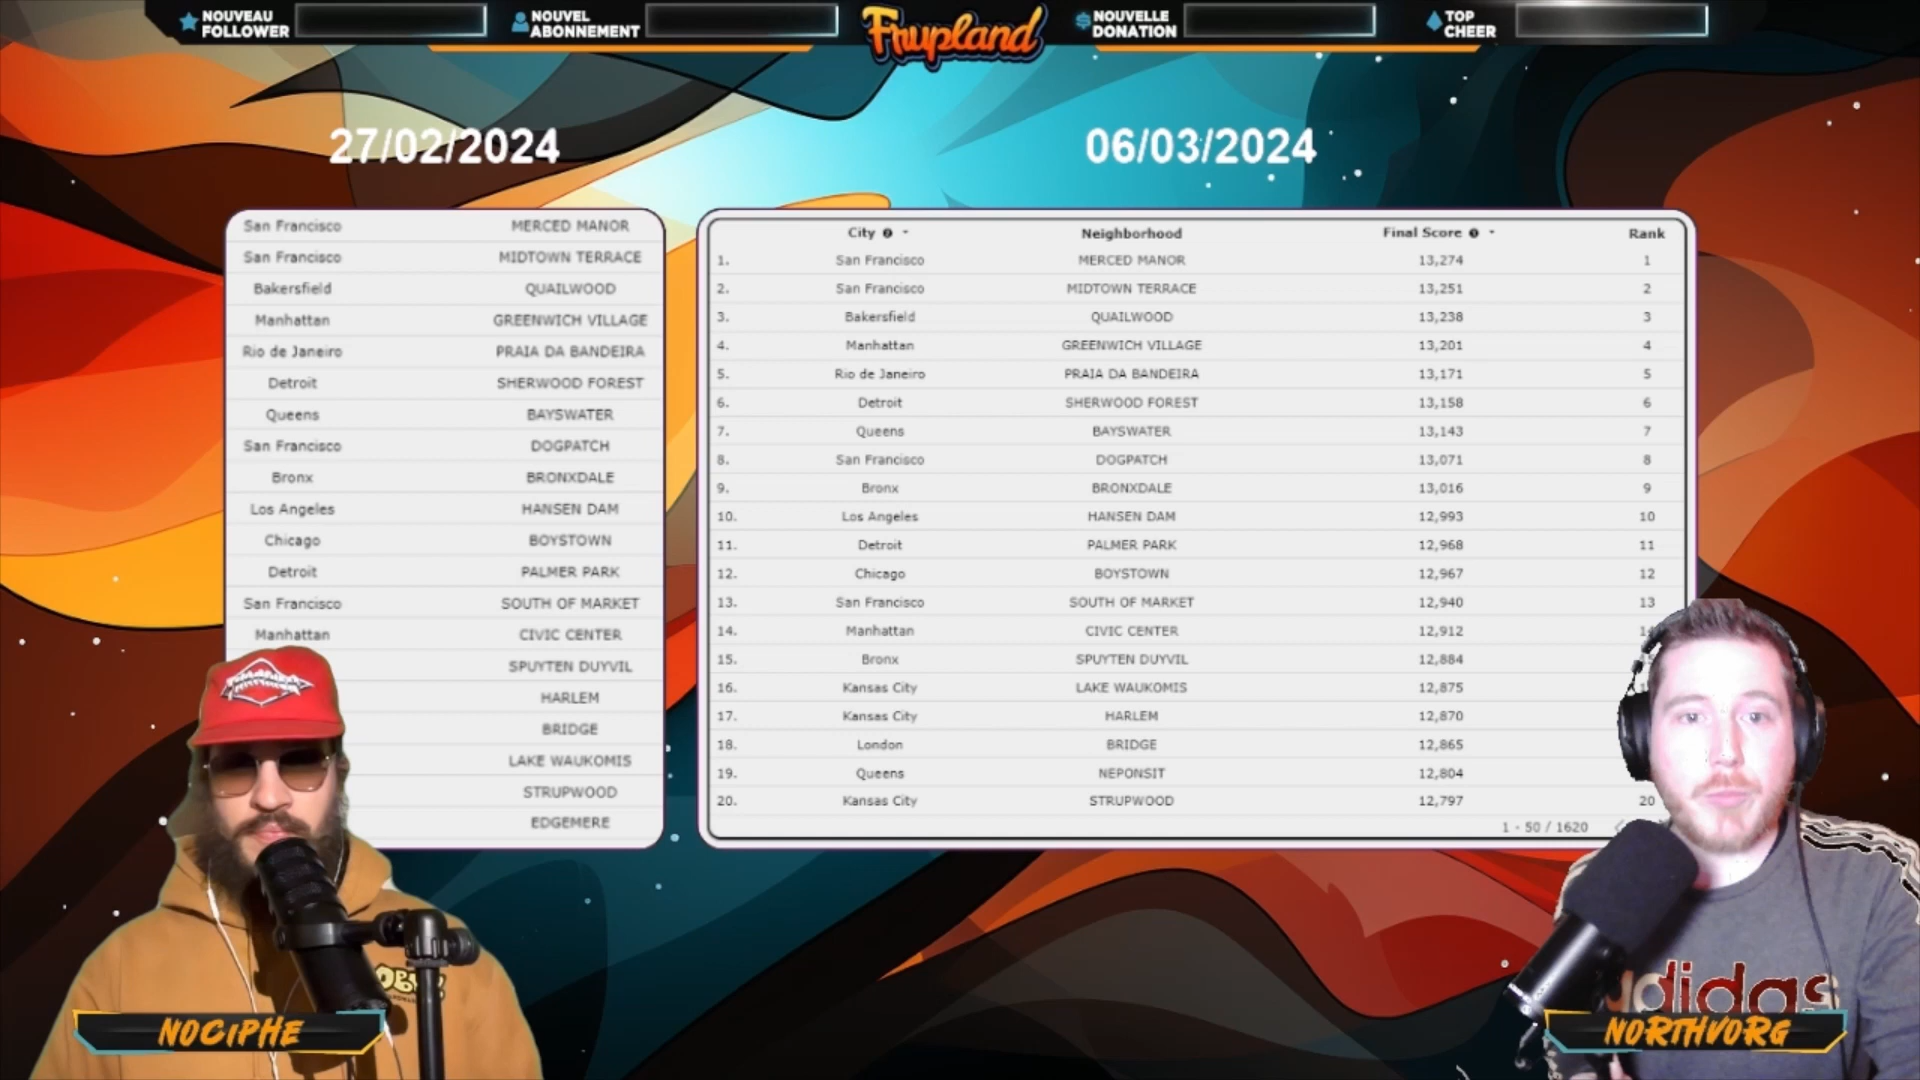 NOUVEAU FOLLOWER
NOUVEL ABONNEMENT
Frupland
NOUVELLE DONATION
TOP CHEER
27/02/2024
06/03/2024
San Francisco MERCED MANOR
San Francisco MIDTOWN TERRACE
Bakersfield QUAILWOOD
Manhattan GREENWICH VILLAGE
Rio de Janeiro PRAIA DA BANDEIRA
Detroit SHERWOOD FOREST
Queens BAYSWATER
San Francisco DOGPATCH
Bronx BRONXDALE
Los Angeles HANSEN DAM
Chicago BOYSTOWN
Detroit PALMER PARK
San Francisco SOUTH OF MARKET
Manhattan CIVIC CENTER
SPUYTEN DUYVIL
HARLEM
BRIDGE
LAKE WAUKOMIS
STRUPWOOD
EDGEMERE
City Neighborhood Final Score Rank
1. San Francisco MERCED MANOR 13,274 1
2. San Francisco MIDTOWN TERRACE 13,251 2
3. Bakersfield QUAILWOOD 13,238 3
4. Manhattan GREENWICH VILLAGE 13,201 4
5. Rio de Janeiro PRAIA DA BANDEIRA 13,171 5
6. Detroit SHERWOOD FOREST 13,158 6
7. Queens BAYSWATER 13,143 7
8. San Francisco DOGPATCH 13,071 8
9. Bronx BRONXDALE 13,016 9
10. Los Angeles HANSEN DAM 12,993 10
11. Detroit PALMER PARK 12,968 11
12. Chicago BOYSTOWN 12,967 12
13. San Francisco SOUTH OF MARKET 12,940 13
14. Manhattan CIVIC CENTER 12,912
15. Bronx SPUYTEN DUYVIL 12,884
16. Kansas City LAKE WAUKOMIS 12,875
17. Kansas City HARLEM 12,870
18. London BRIDGE 12,865
19. Queens NEPONSIT 12,804
20. Kansas City STRUPWOOD 12,797 20
1 - 50 / 1620
adidas
NOCIPHE
NORTHVORG